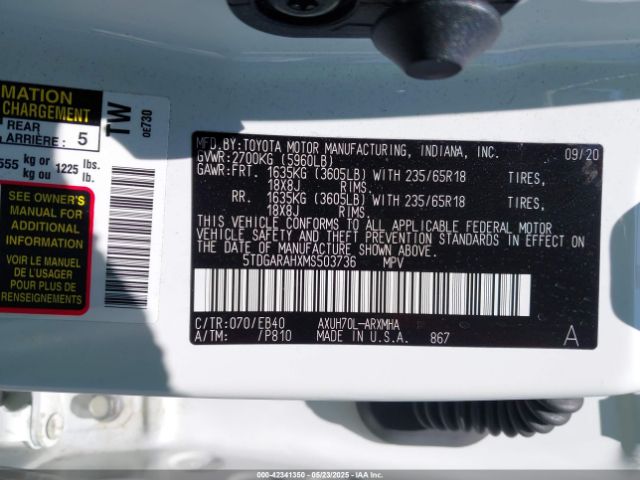 MATION
CHARGEMENT
REAR
ARRIÈRE: 5
555 kg or
kg ou 1225 lbs.
lb.
SEE OWNER'S
MANUAL FOR
ADDITIONAL
INFORMATION
VOIR LE MANUEL
DE L'USAGER
POUR PLUS DE
RENSEIGNEMENTS
TW
0E730
MFD.BY:TOYOTA MOTOR MANUFACTURING, INDIANA, INC. 09/20
GVWR:2700KG (5960LB)
GAWR:FRT. 1635KG (3605LB) WITH 235/65R18 TIRES,
18X8J RIMS.
RR. 1635KG (3605LB) WITH 235/65R18 TIRES,
18X8J RIMS.
THIS VEHICLE CONFORMS TO ALL APPLICABLE FEDERAL MOTOR
VEHICLE SAFETY AND THEFT PREVENTION STANDARDS IN EFFECT ON
THE DATE OF MANUFACTURE SHOWN ABOVE.
5TDGARAHXMS503736 MPV
C/TR:070/EB40 AXUH70L-ARXMHA
A/TM: /P810 MADE IN U.S.A. 867 A
000-42341350 - 05/23/2025 - IAAI.COM